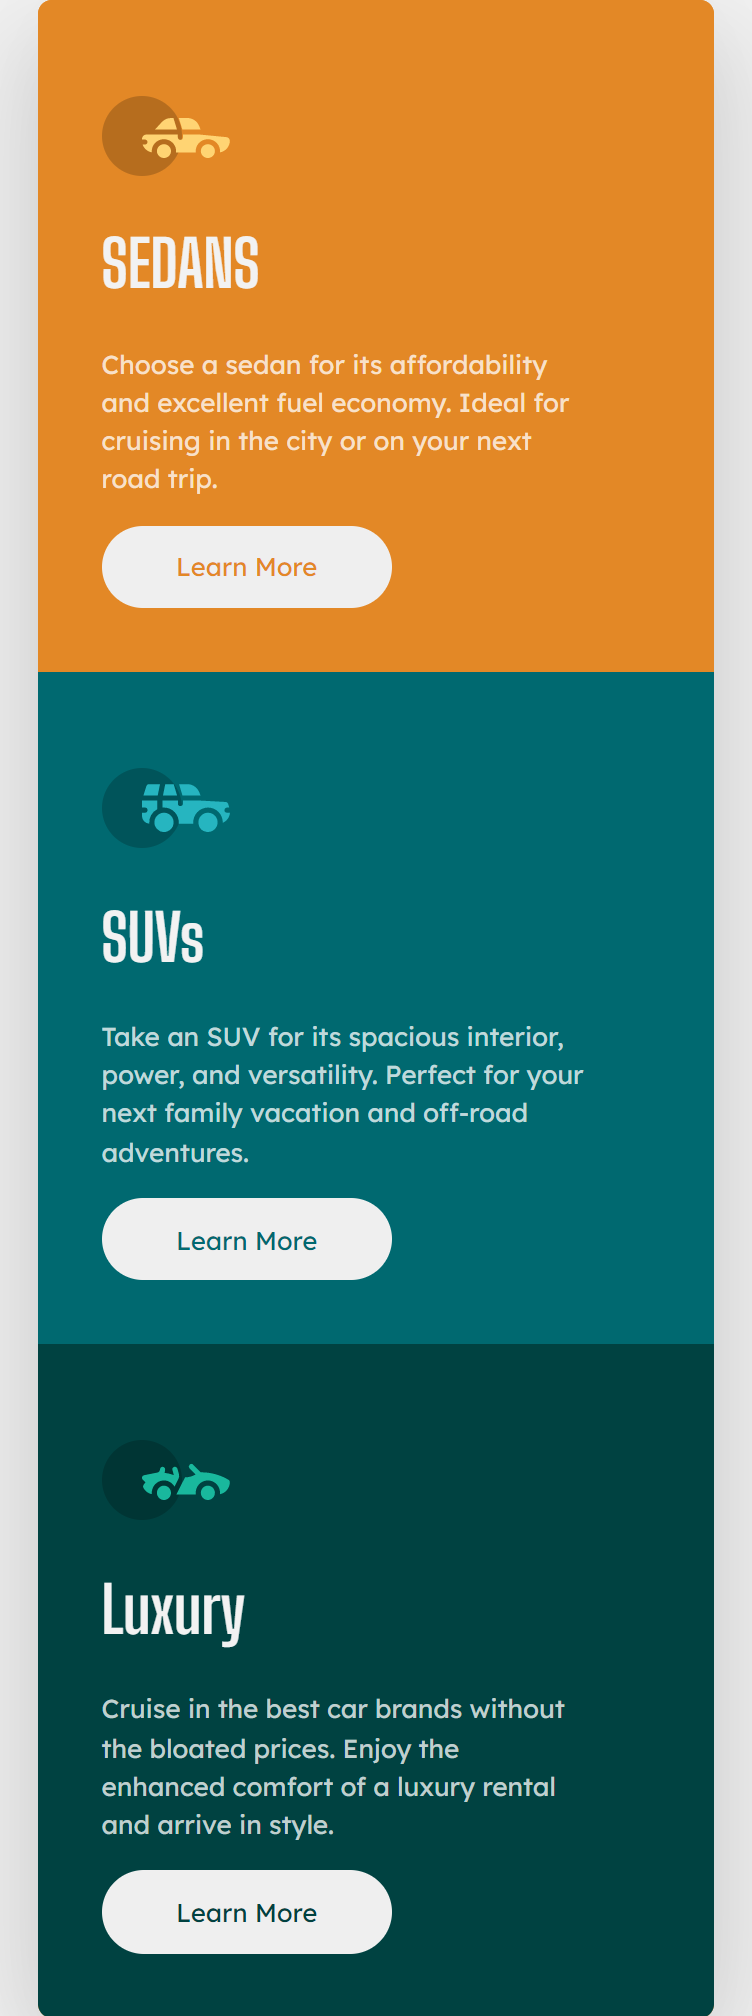 SEDANS
Choose a sedan for its affordability
and excellent fuel economy. Ideal for
cruising in the city or on your next
road trip.
Learn More
SUVs
Take an SUV for its spacious interior,
power, and versatility. Perfect for your
next family vacation and off-road
adventures.
Learn More
Luxury
Cruise in the best car brands without
the bloated prices. Enjoy the
enhanced comfort of a luxury rental
and arrive in style.
Learn More